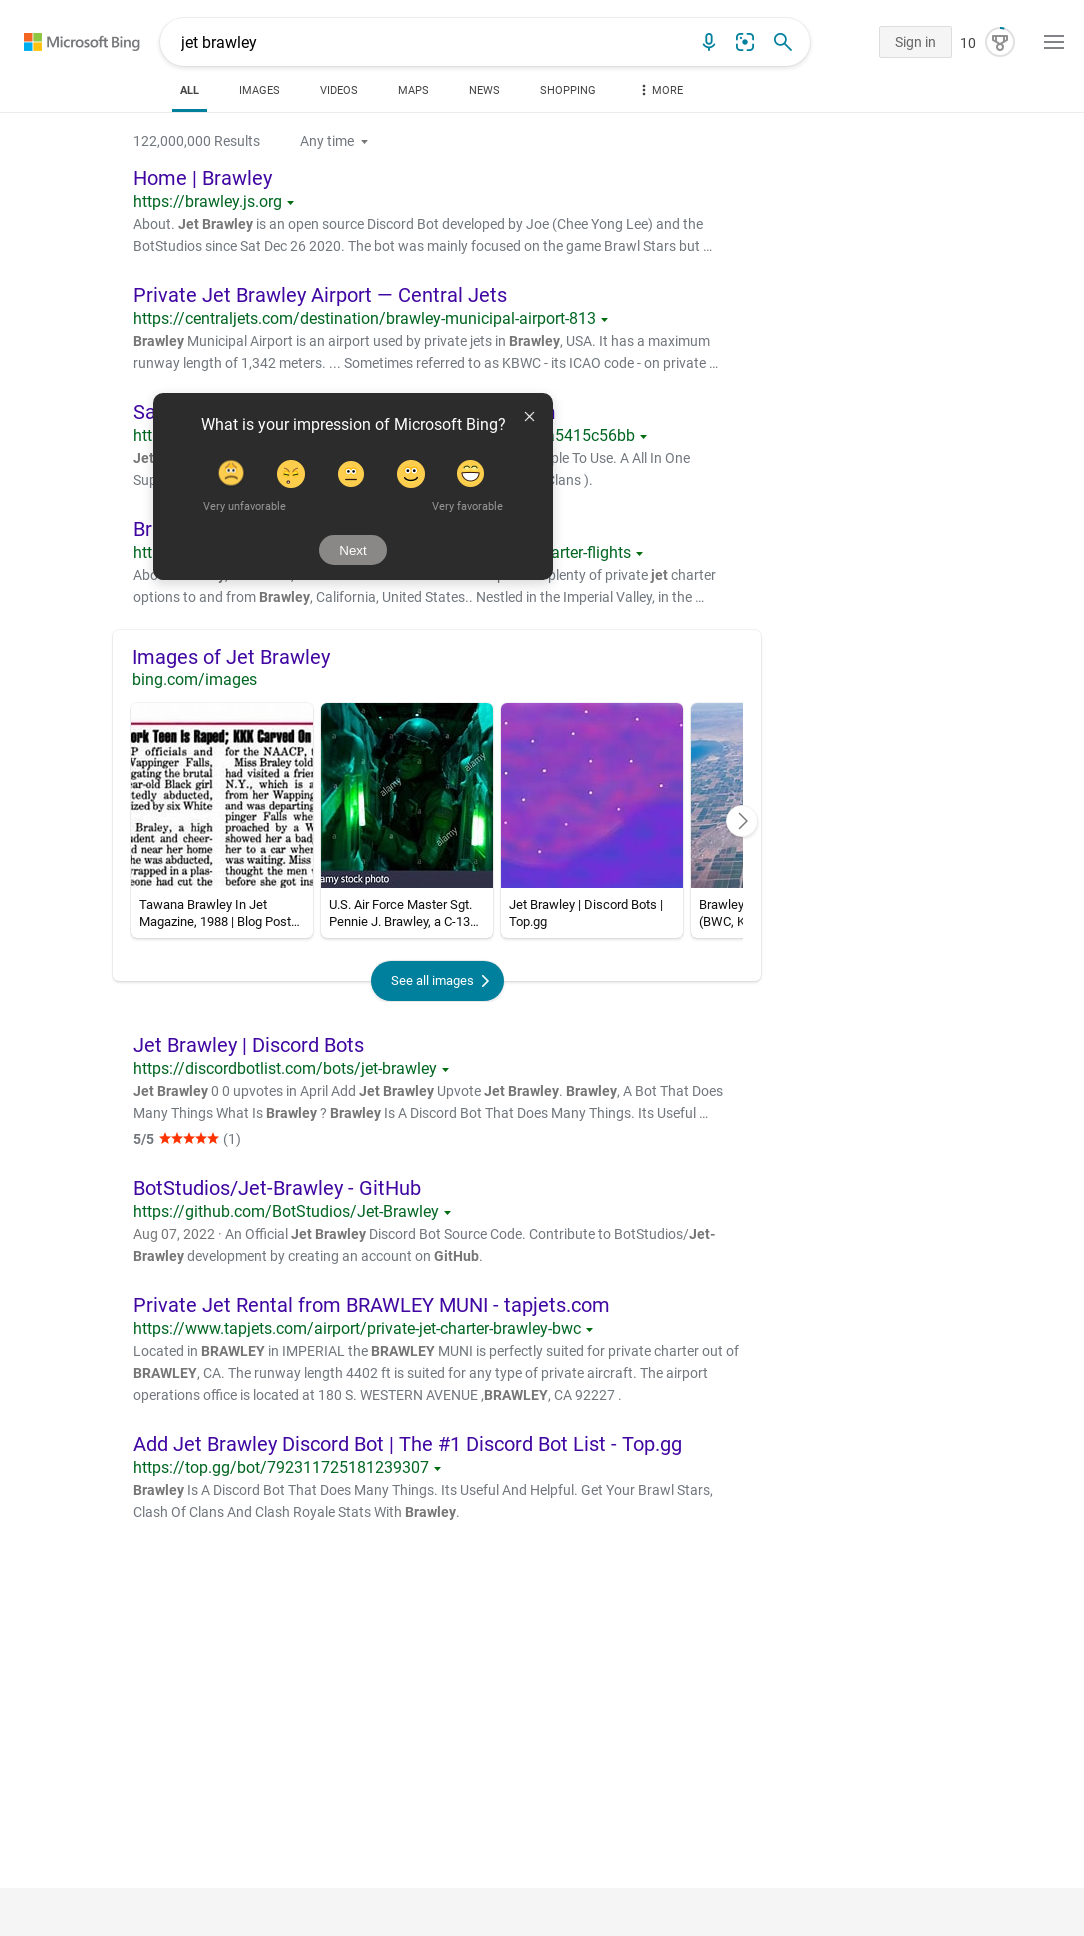 Microsoft Bing
jet brawley
Sign in
10
ALL
IMAGES
VIDEOS
MAPS
NEWS
SHOPPING
MORE
122,000,000 Results
Any time
Home | Brawley
https://brawley.js.org
About. Jet Brawley is an open source Discord Bot developed by Joe (Chee Yong Lee) and the
BotStudios since Sat Dec 26 2020. The bot was mainly focused on the game Brawl Stars but …
Private Jet Brawley Airport — Central Jets
https://centraljets.com/destination/brawley-municipal-airport-813
Brawley Municipal Airport is an airport used by private jets in Brawley, USA. It has a maximum
runway length of 1,342 meters. ... Sometimes referred to as KBWC - its ICAO code - on private …
What is your impression of Microsoft Bing?
Very unfavorable
Very favorable
Next
5415c56bb
Jet
To Use. A All In One
Clans ).
arter-flights
plenty of private jet charter
options to and from Brawley, California, United States.. Nestled in the Imperial Valley, in the …
Images of Jet Brawley
bing.com/images
ork Teen Is Raped; KKK Carved On
P officials and
Wappinger Falls,
gating the brutal
ear-old Black girl
tedly abducted,
ized by six White
Braley, a high
udent and cheer-
ad near her home
she was abducted,
wrapped in a plas-
eone had cut the
for the NAACP, t
Miss Braley told
had visited a frien
N.Y., which is a
from her Wapping
and was departing
pinger Falls whe
proached by a W
showed her a bad
her to a car wher
was waiting. Miss
thought the men w
before she got ins
alamy
alamy
alamy
amy stock photo
Tawana Brawley In Jet
Magazine, 1988 | Blog Post…
U.S. Air Force Master Sgt.
Pennie J. Brawley, a C-13…
Jet Brawley | Discord Bots |
Top.gg
Brawley
(BWC, K
See all images
Jet Brawley | Discord Bots
https://discordbotlist.com/bots/jet-brawley
Jet Brawley 0 0 upvotes in April Add Jet Brawley Upvote Jet Brawley. Brawley, A Bot That Does
Many Things What Is Brawley ? Brawley Is A Discord Bot That Does Many Things. Its Useful …
5/5 ★★★★★ (1)
BotStudios/Jet-Brawley - GitHub
https://github.com/BotStudios/Jet-Brawley
Aug 07, 2022 · An Official Jet Brawley Discord Bot Source Code. Contribute to BotStudios/Jet-
Brawley development by creating an account on GitHub.
Private Jet Rental from BRAWLEY MUNI - tapjets.com
https://www.tapjets.com/airport/private-jet-charter-brawley-bwc
Located in BRAWLEY in IMPERIAL the BRAWLEY MUNI is perfectly suited for private charter out of
BRAWLEY, CA. The runway length 4402 ft is suited for any type of private aircraft. The airport
operations office is located at 180 S. WESTERN AVENUE ,BRAWLEY, CA 92227 .
Add Jet Brawley Discord Bot | The #1 Discord Bot List - Top.gg
https://top.gg/bot/792311725181239307
Brawley Is A Discord Bot That Does Many Things. Its Useful And Helpful. Get Your Brawl Stars,
Clash Of Clans And Clash Royale Stats With Brawley.